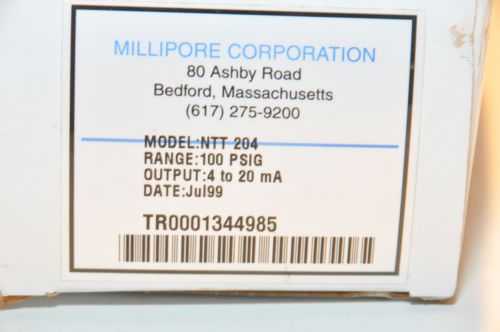 MILLIPORE CORPORATION
80 Ashby Road
Bedford, Massachusetts
(617) 275-9200
MODEL:NTT 204
RANGE:100 PSIG
OUTPUT:4 to 20 mA
DATE:Jul99
TR0001344985